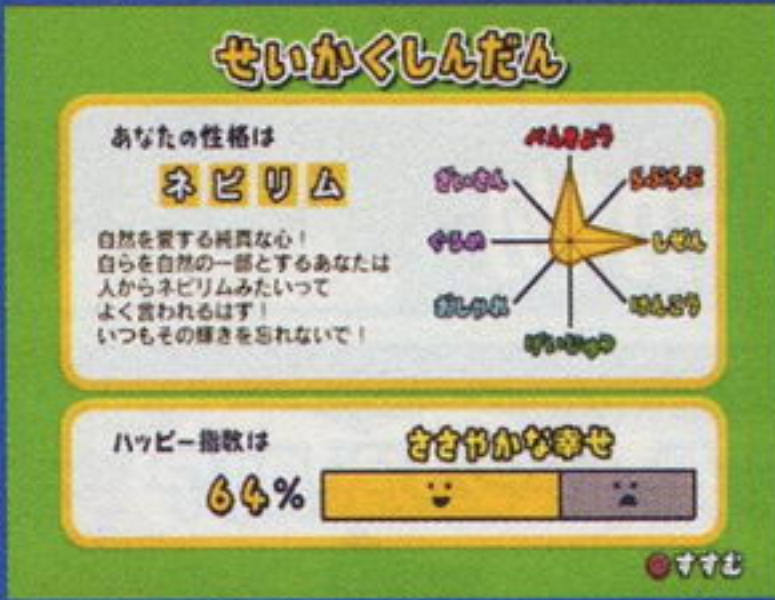 せいかくしんだん
あなたの性格は
ネビリム
自然を愛する純真な心！
自らを自然の一部とするあなたは
人からネビリムみたいって
よく言われるはず！
いつもその輝きを忘れないで！
べんきょう
らぶらぶ
しぜん
けんこう
げいじゅつ
おしゃれ
ぐるめ
ざいさん
ハッピー指数は
ささやかな幸せ
64%
すすむ